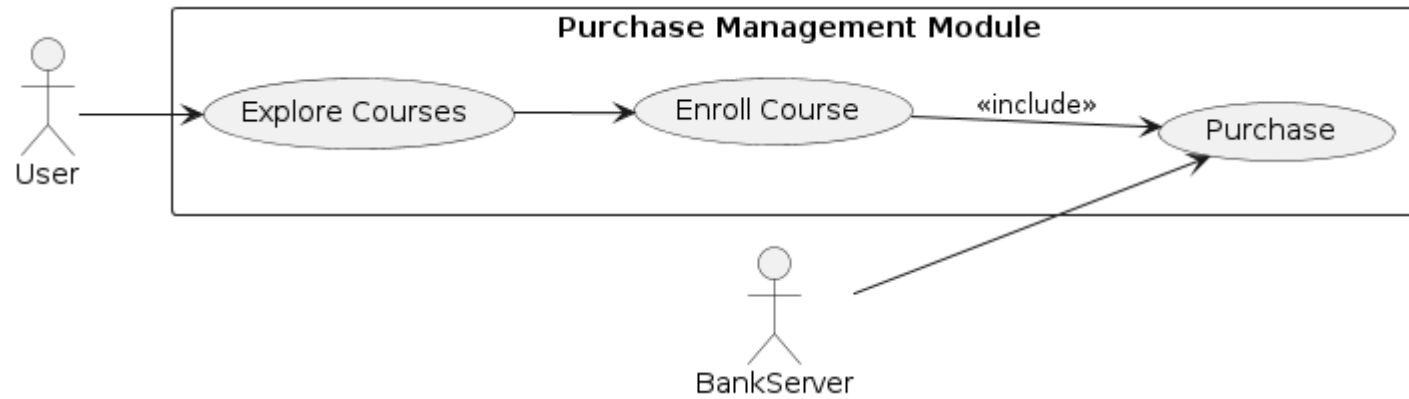 Purchase Management Module
User
Explore Courses
Enroll Course
«include»
Purchase
BankServer